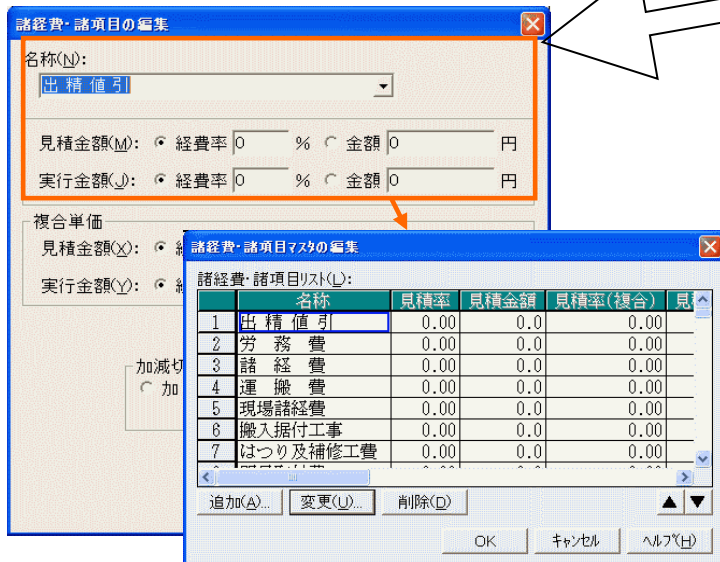 諸経費・諸項目の編集
名称(N):
出 精 値 引
見積金額(M): 経費率 0 % 金額 0 円
実行金額(J): 経費率 0 % 金額 0 円
複合単価
見積金額(X):
実行金額(Y):
加減切
加
諸経費・諸項目マスタの編集
諸経費・諸項目リスト(L):
名称 見積率 見積金額 見積率(複合) 見
1 出 精 値 引 0.00 0.0 0.00
2 労 務 費 0.00 0.0 0.00
3 諸 経 費 0.00 0.0 0.00
4 運 搬 費 0.00 0.0 0.00
5 現場諸経費 0.00 0.0 0.00
6 搬入据付工事 0.00 0.0 0.00
7 はつり及補修工費 0.00 0.0 0.00
追加(A)... 変更(U)... 削除(D) ▲ ▼
OK キャンセル ヘルプ(H)